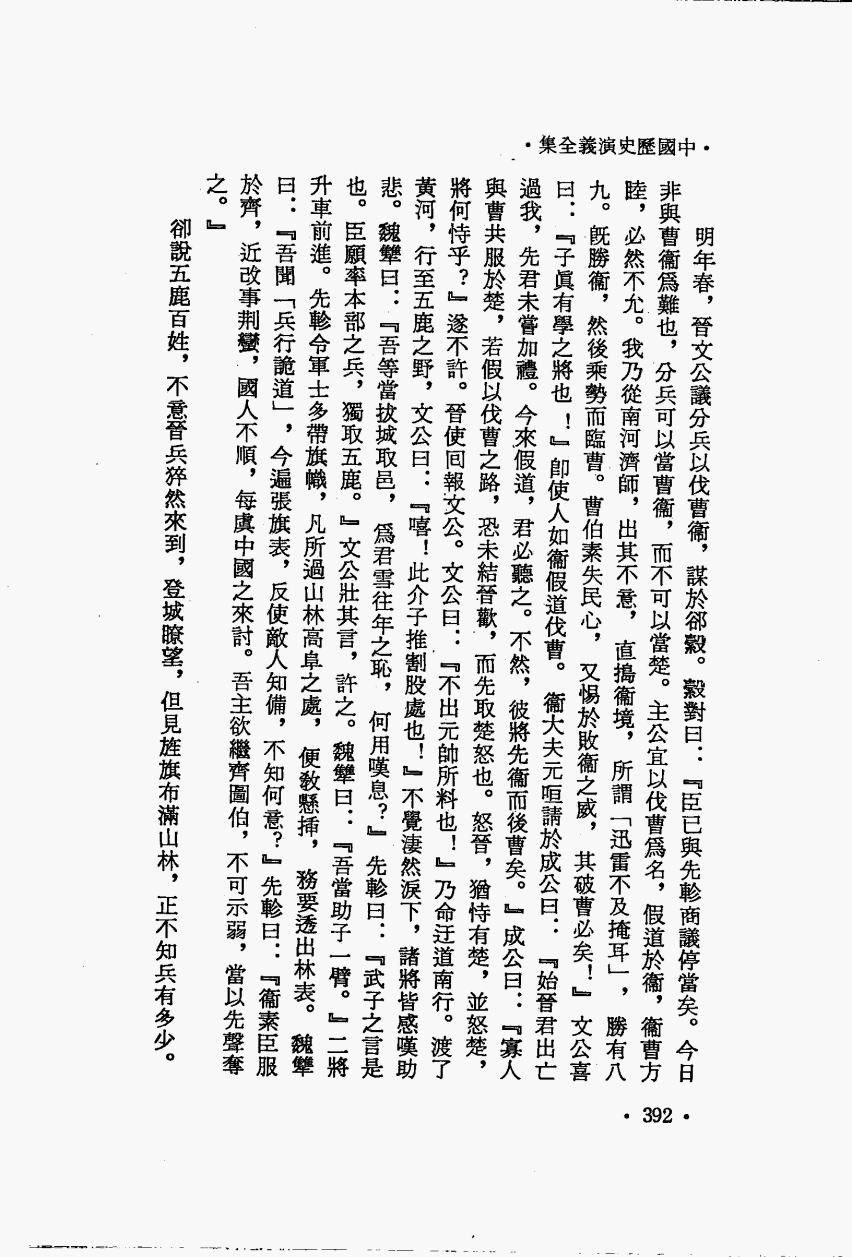 •中國歷史演義全集•
明年春，晉文公議分兵以伐曹衞，謀於郤縠。縠對曰：『臣已與先軫商議停當矣。今日
非與曹衞爲難也，分兵可以當曹衞，而不可以當楚。主公宜以伐曹爲名，假道於衞，衞曹方
睦，必然不允。我乃從南河濟師，出其不意，直搗衞境，所謂「迅雷不及掩耳」，勝有八
九。旣勝衞，然後乘勢而臨曹。曹伯素失民心，又惕於敗衞之威，其破曹必矣！』文公喜
曰：『子眞有學之將也！』卽使人如衞假道伐曹。衞大夫元咺請於成公曰：『始晉君出亡
過我，先君未嘗加禮。今來假道，君必聽之。不然，彼將先衞而後曹矣。』成公曰：『寡人
與曹共服於楚，若假以伐曹之路，恐未結晉歡，而先取楚怒也。怒晉，猶恃有楚，並怒楚，
將何恃乎？』遂不許。晉使囘報文公。文公曰：『不出元帥所料也！』乃命迂道南行。渡了
黃河，行至五鹿之野，文公曰：『嘻！此介子推割股處也！』不覺淒然淚下，諸將皆感嘆助
悲。魏犨曰：『吾等當拔城取邑，爲君雪往年之恥，何用嘆息？』先軫曰：『武子之言是
也。臣願率本部之兵，獨取五鹿。』文公壯其言，許之。魏犨曰：『吾當助子一臂。』二將
升車前進。先軫令軍士多帶旗幟，凡所過山林高阜之處，便敎懸揷，務要透出林表。魏犨
曰：『吾聞「兵行詭道」，今遍張旗表，反使敵人知備，不知何意？』先軫曰：『衞素臣服
於齊，近改事荆蠻，國人不順，每虞中國之來討。吾主欲繼齊圖伯，不可示弱，當以先聲奪
之。』
卻說五鹿百姓，不意晉兵猝然來到，登城瞭望，但見旌旗布滿山林，正不知兵有多少。
•392•